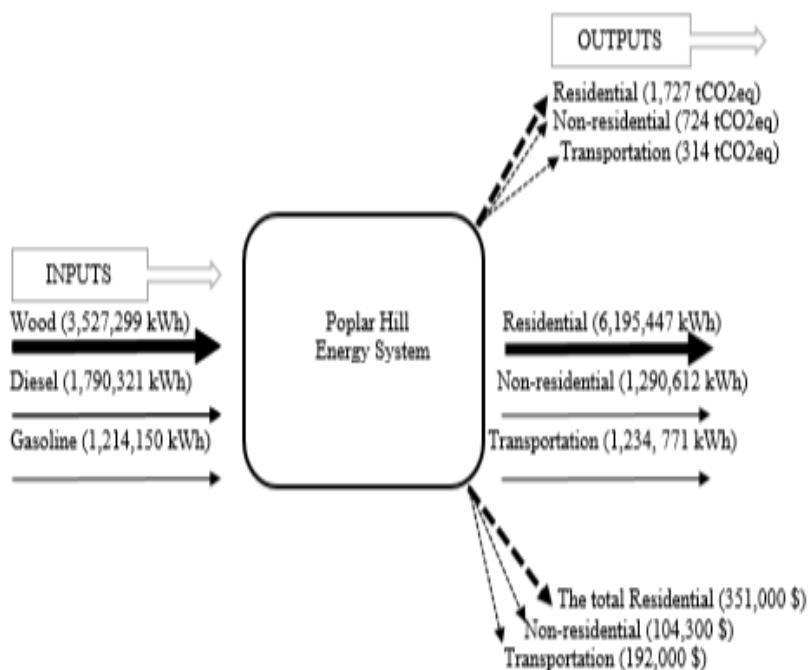 OUTPUTS
Residential (1,727 tCO2eq)
Non-residential (724 tCO2eq)
Transportation (314 tCO2eq)
INPUTS
Wood (3,527,299 kWh)
Diesel (1,790,321 kWh)
Gasoline (1,214,150 kWh)
Poplar Hill
Energy System
Residential (6,195,447 kWh)
Non-residential (1,290,612 kWh)
Transportation (1,234, 771 kWh)
The total Residential (351,000 $)
Non-residential (104,300 $)
Transportation (192,000 $)